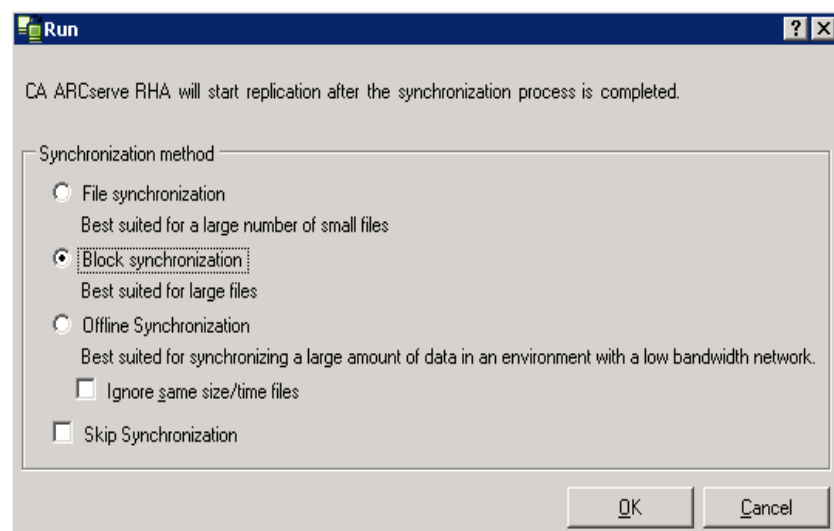 Run
CA ARCserve RHA will start replication after the synchronization process is completed.
Synchronization method
File synchronization
Best suited for a large number of small files
Block synchronization
Best suited for large files
Offline Synchronization
Best suited for synchronizing a large amount of data in an environment with a low bandwidth network.
Ignore same size/time files
Skip Synchronization
OK Cancel